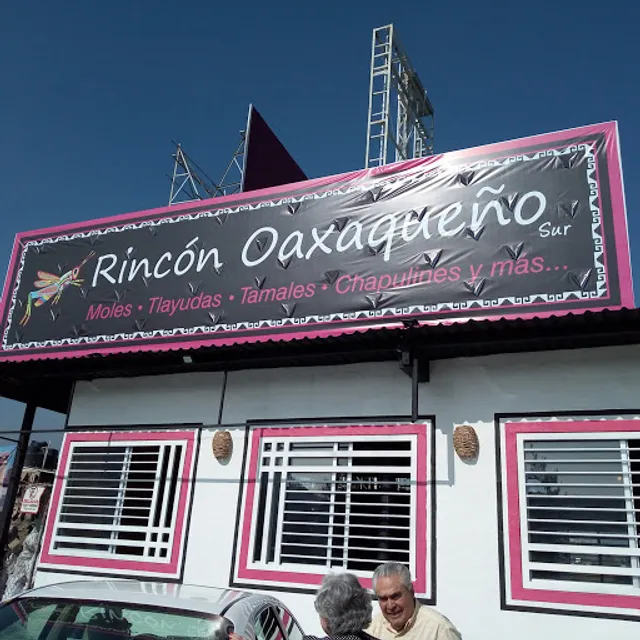 Rincón Oaxaqueño
Sur
Moles • Tlayudas • Tamales • Chapulines y más...